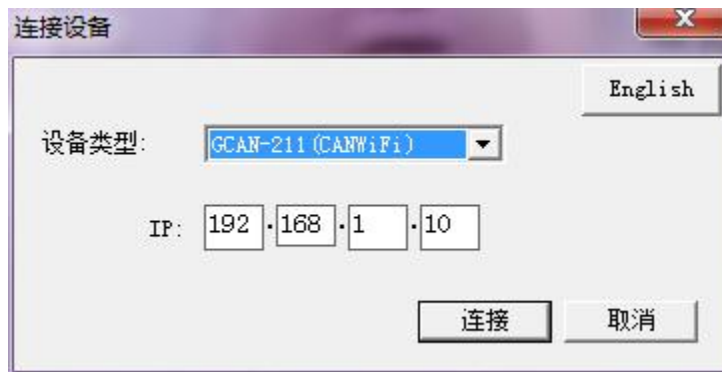 连接设备
English
设备类型: GCAN-211(CANWiFi)
IP: 192.168.1.10
连接 取消